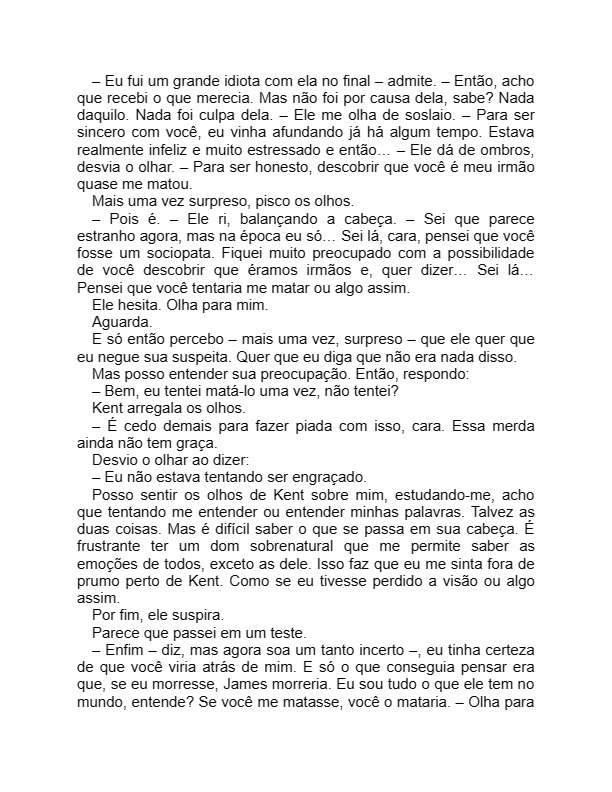 – Eu fui um grande idiota com ela no final – admite. – Então, acho
que recebi o que merecia. Mas não foi por causa dela, sabe? Nada
daquilo. Nada foi culpa dela. – Ele me olha de soslaio. – Para ser
sincero com você, eu vinha afundando já há algum tempo. Estava
realmente infeliz e muito estressado e então… – Ele dá de ombros,
desvia o olhar. – Para ser honesto, descobrir que você é meu irmão
quase me matou.
Mais uma vez surpreso, pisco os olhos.
– Pois é. – Ele ri, balançando a cabeça. – Sei que parece
estranho agora, mas na época eu só… Sei lá, cara, pensei que você
fosse um sociopata. Fiquei muito preocupado com a possibilidade
de você descobrir que éramos irmãos e, quer dizer… Sei lá…
Pensei que você tentaria me matar ou algo assim.
Ele hesita. Olha para mim.
Aguarda.
E só então percebo – mais uma vez, surpreso – que ele quer que
eu negue sua suspeita. Quer que eu diga que não era nada disso.
Mas posso entender sua preocupação. Então, respondo:
– Bem, eu tentei matá-lo uma vez, não tentei?
Kent arregala os olhos.
– É cedo demais para fazer piada com isso, cara. Essa merda
ainda não tem graça.
Desvio o olhar ao dizer:
– Eu não estava tentando ser engraçado.
Posso sentir os olhos de Kent sobre mim, estudando-me, acho
que tentando me entender ou entender minhas palavras. Talvez as
duas coisas. Mas é difícil saber o que se passa em sua cabeça. É
frustrante ter um dom sobrenatural que me permite saber as
emoções de todos, exceto as dele. Isso faz que eu me sinta fora de
prumo perto de Kent. Como se eu tivesse perdido a visão ou algo
assim.
Por fim, ele suspira.
Parece que passei em um teste.
– Enfim – diz, mas agora soa um tanto incerto –, eu tinha certeza
de que você viria atrás de mim. E só o que conseguia pensar era
que, se eu morresse, James morreria. Eu sou tudo o que ele tem no
mundo, entende? Se você me matasse, você o mataria. – Olha para